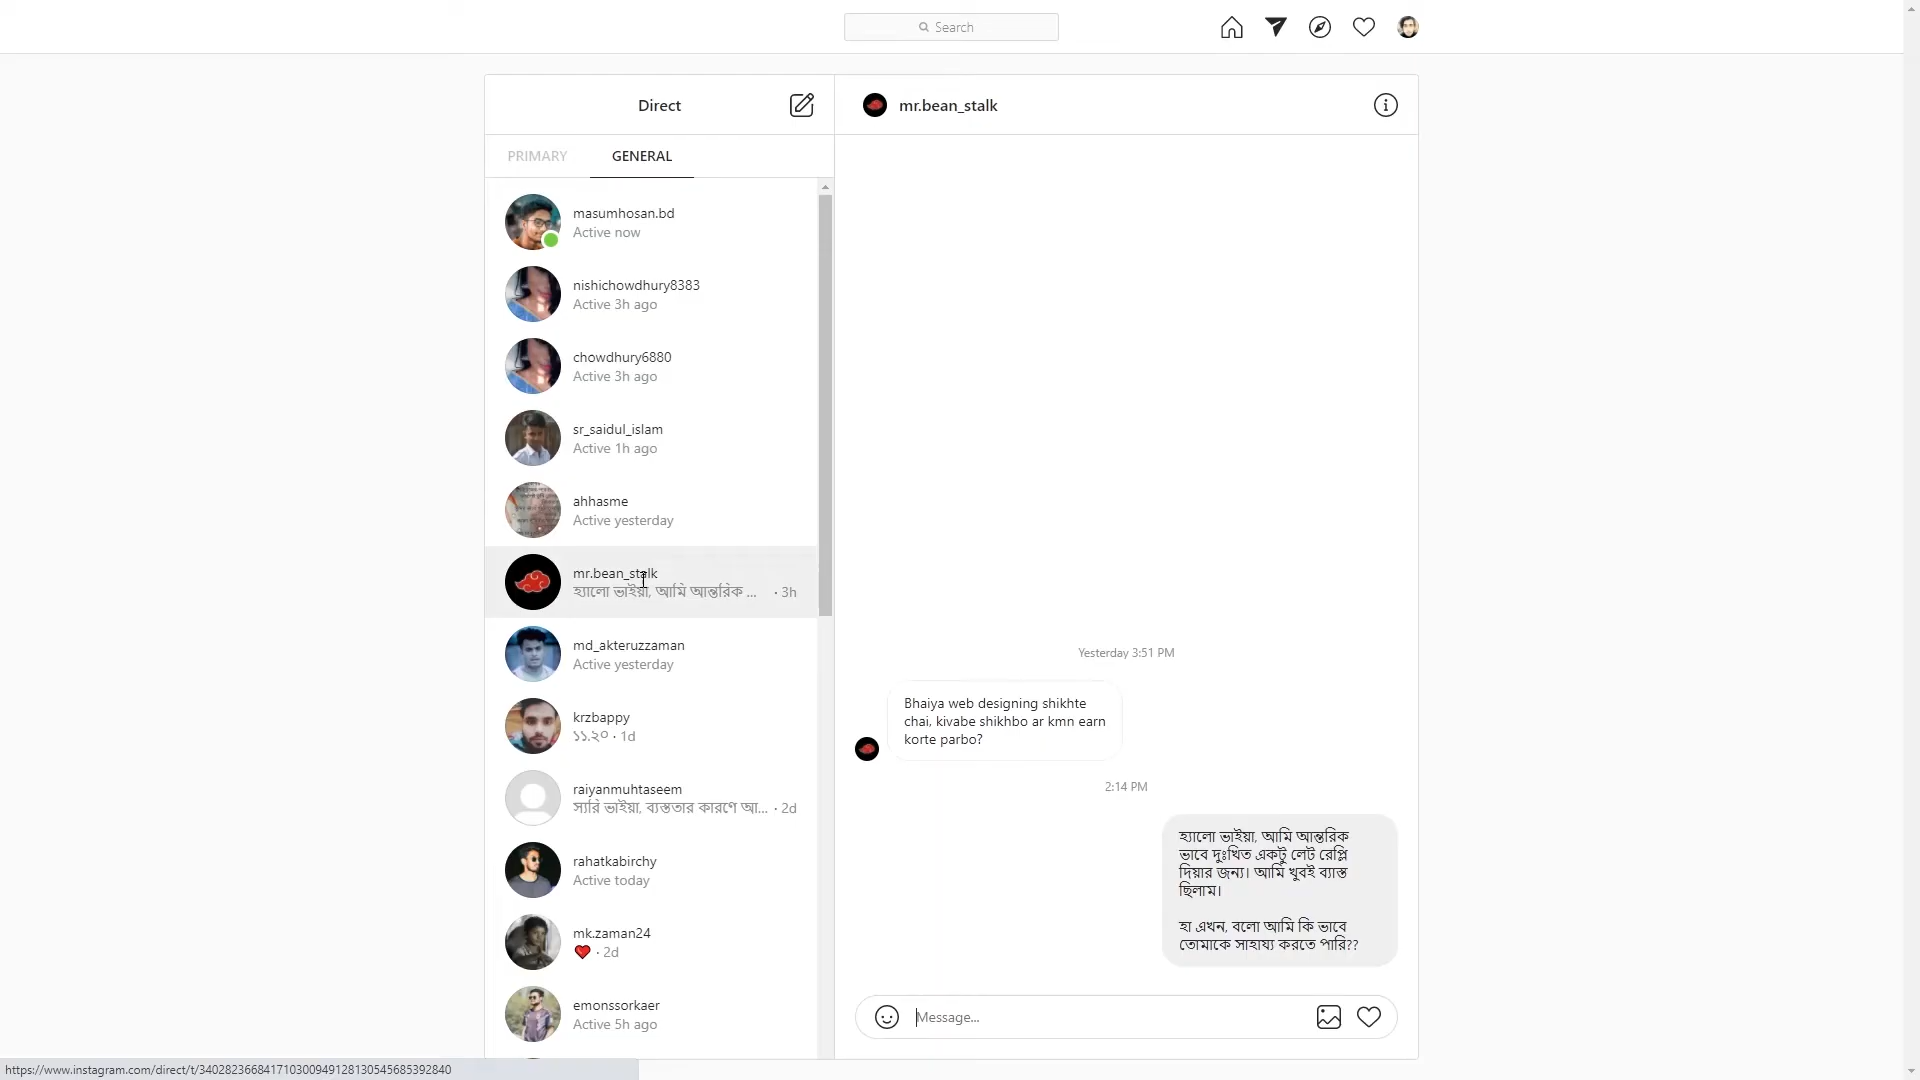 Search
Direct
mr.bean_stalk
PRIMARY GENERAL
masumhosan.bd
Active now
nishichowdhury8383
Active 3h ago
chowdhury6880
Active 3h ago
sr_saidul_islam
Active 1h ago
ahhasme
Active yesterday
mr.bean_stalk
হ্যালো ভাইয়া, আমি আন্তরিক ... · 3h
md_akteruzzaman
Active yesterday
krzbappy
১১.২০ · 1d
raiyanmuhtaseem
স্যরি ভাইয়া, ব্যস্ততার কারণে আ... · 2d
rahatkabirchy
Active today
mk.zaman24
❤ · 2d
emonssorkaer
Active 5h ago
Yesterday 3:51 PM
Bhaiya web designing shikhte
chai, kivabe shikhbo ar kmn earn
korte parbo?
2:14 PM
হ্যালো ভাইয়া, আমি আন্তরিক
ভাবে দুঃখিত একটু লেট রেপ্লি
দিয়ার জন্য। আমি খুবই ব্যাস্ত
ছিলাম।
হা এখন, বলো আমি কি ভাবে
তোমাকে সাহায্য করতে পারি??
Message...
https://www.instagram.com/direct/t/340282366841710300949128130545685392840